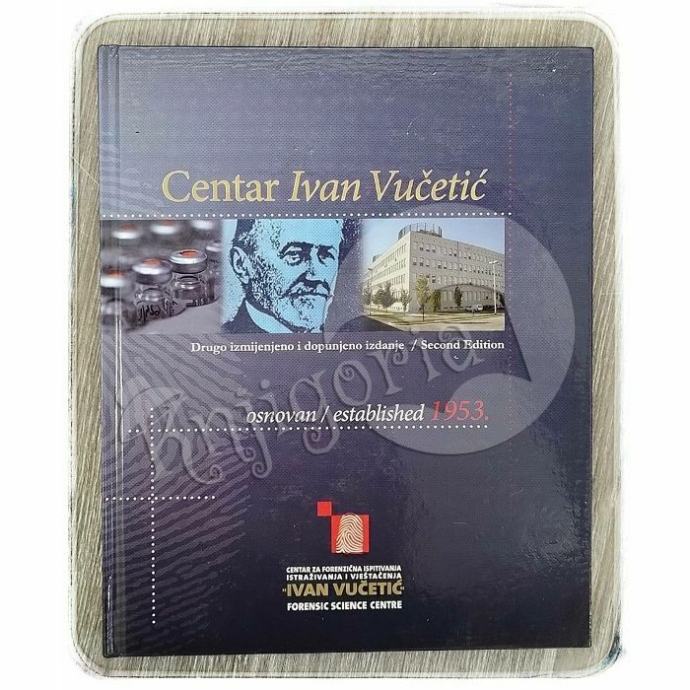 Centar Ivan Vučetić
Drugo izmijenjeno i dopunjeno izdanje / Second Edition
Knjigoria
osnovan / established 1953.
CENTAR ZA FORENZIČNA ISPITIVANJA
ISTRAŽIVANJA I VJEŠTAČENJA
"IVAN VUČETIĆ"
FORENSIC SCIENCE CENTRE